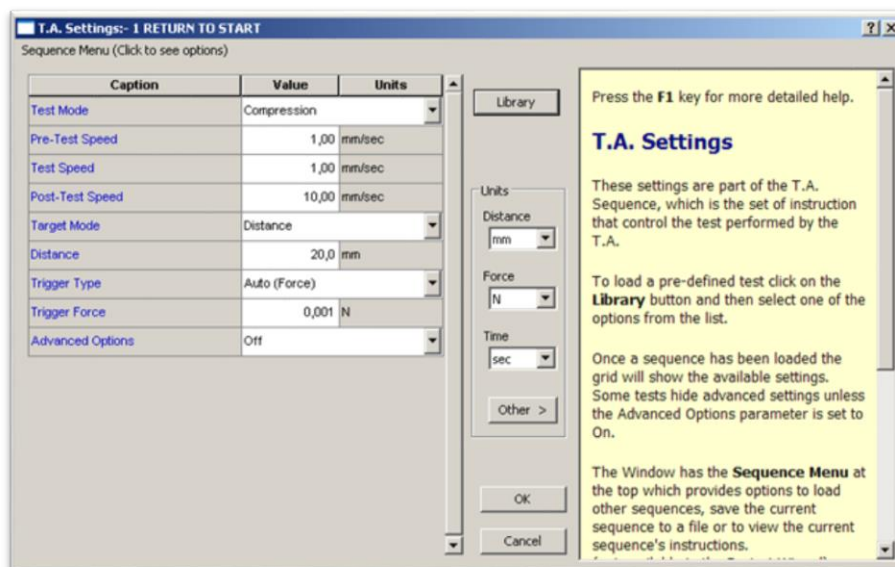 T.A. Settings:- 1 RETURN TO START
Sequence Menu (Click to see options)
Caption Value Units
Test Mode Compression
Pre-Test Speed 1,00 mm/sec
Test Speed 1,00 mm/sec
Post-Test Speed 10,00 mm/sec
Target Mode Distance
Distance 20,0 mm
Trigger Type Auto (Force)
Trigger Force 0,001 N
Advanced Options Off
Library
Units
Distance
mm
Force
N
Time
sec
Other >
OK
Cancel
Press the F1 key for more detailed help.
T.A. Settings
These settings are part of the T.A.
Sequence, which is the set of instruction
that control the test performed by the
T.A.
To load a pre-defined test click on the
Library button and then select one of the
options from the list.
Once a sequence has been loaded the
grid will show the available settings.
Some tests hide advanced settings unless
the Advanced Options parameter is set to
On.
The Window has the Sequence Menu at
the top which provides options to load
other sequences, save the current
sequence to a file or to view the current
sequence's instructions.